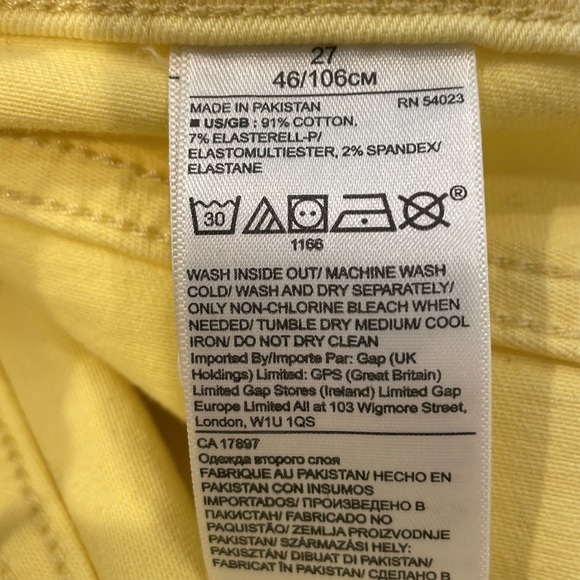 27
46/106CM
MADE IN PAKISTAN RN 54023
■ US/GB : 91% COTTON,
7% ELASTERELL-P/
ELASTOMULTIESTER, 2% SPANDEX/
ELASTANE
30 ®
1166
WASH INSIDE OUT/ MACHINE WASH
COLD/ WASH AND DRY SEPARATELY/
ONLY NON-CHLORINE BLEACH WHEN
NEEDED/ TUMBLE DRY MEDIUM/ COOL
IRON/ DO NOT DRY CLEAN
Imported By/Importe Par: Gap (UK
Holdings) Limited: GPS (Great Britain)
Limited Gap Stores (Ireland) Limited Gap
Europe Limited All at 103 Wigmore Street,
London, W1U 1QS
CA 17897
Одежда второго слоя
FABRIQUE AU PAKISTAN/ HECHO EN
PAKISTAN CON INSUMOS
IMPORTADOS/ ПРОИЗВЕДЕНО В
ПАКИСТАН/ FABRICADO NO
PAQUISTÃO/ ZEMLJA PROIZVODNJE
PAKISTAN/ SZÁRMAZÁSI HELY:
PAKISZTÁN/ DIBUAT DI PAKISTAN/
FABRICAT ÎN PAKISTAN/ СДЕЛАНО В